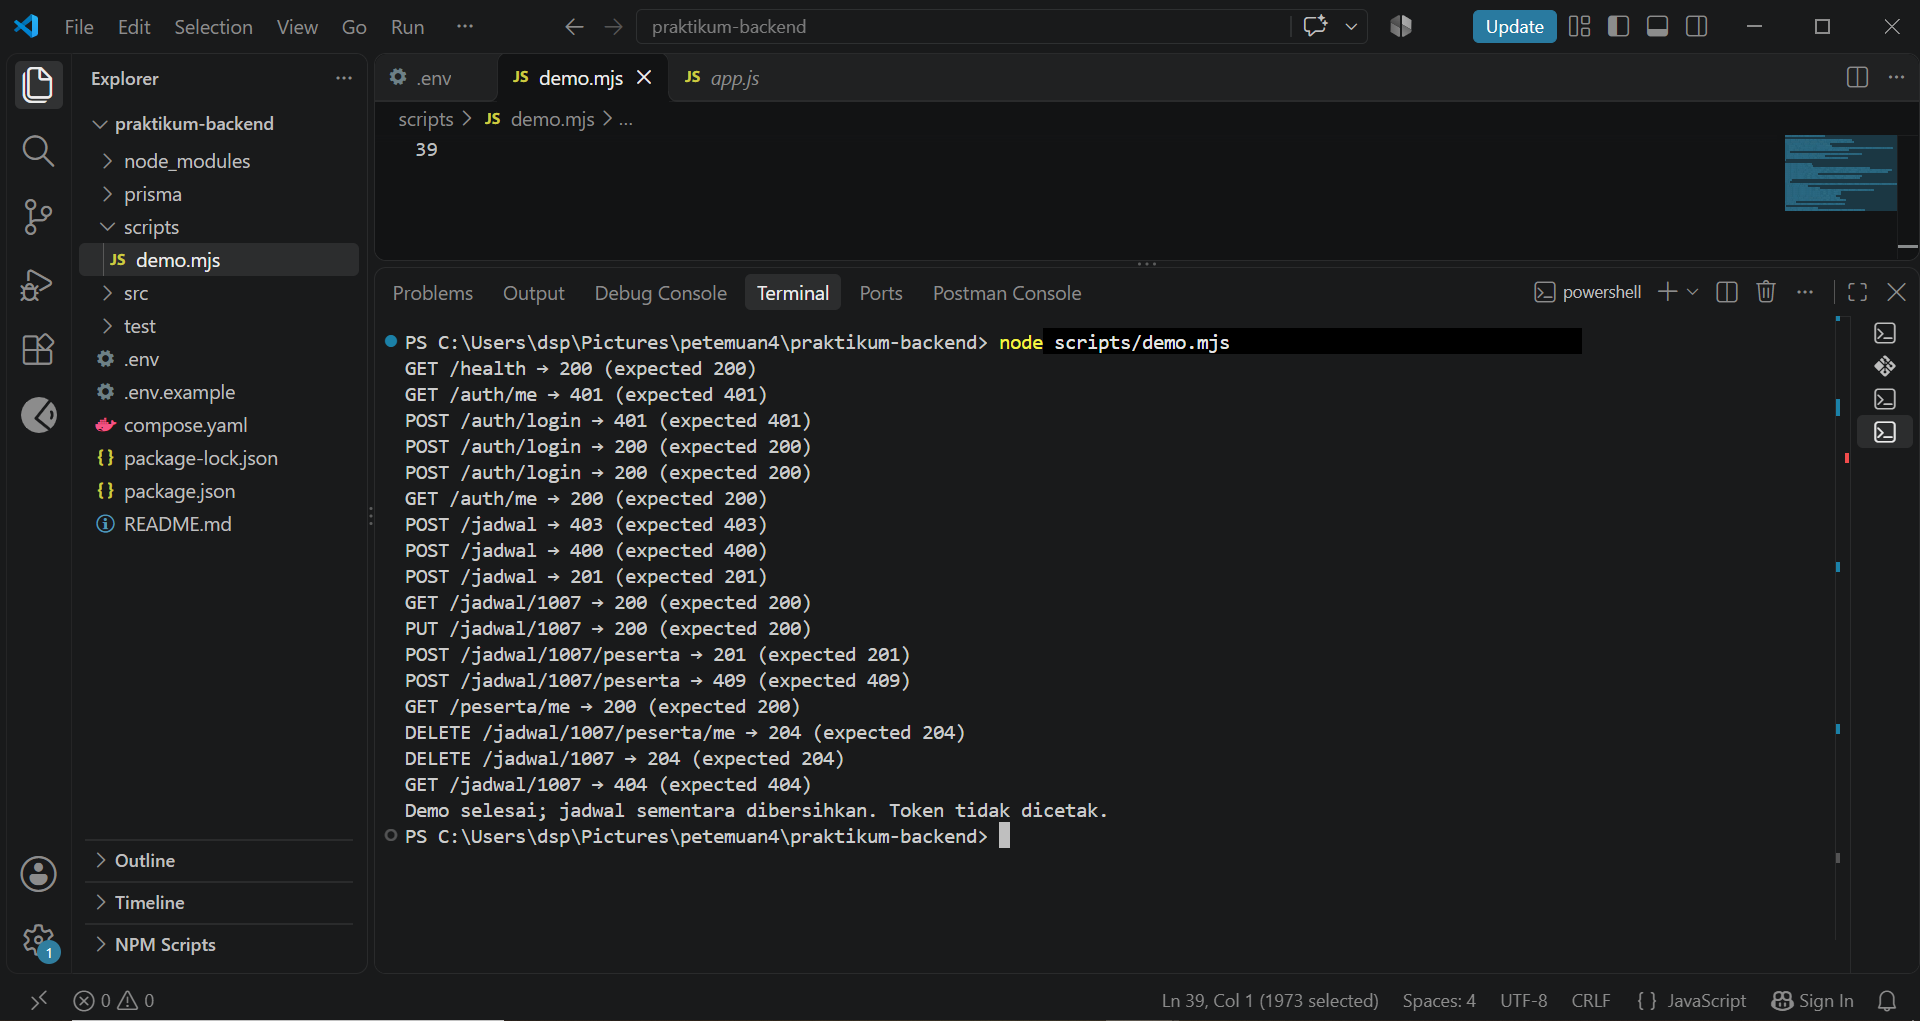 File Edit Selection View Go Run ··· praktikum-backend Update
Explorer ···
praktikum-backend
node_modules
prisma
scripts
JS demo.mjs
src
test
.env
.env.example
compose.yaml
{} package-lock.json
{} package.json
README.md
Outline
Timeline
NPM Scripts
1
.env JS demo.mjs JS app.js ···
scripts > JS demo.mjs > ...
39
Problems Output Debug Console Terminal Ports Postman Console powershell ···
PS C:\Users\dsp\Pictures\petemuan4\praktikum-backend> node scripts/demo.mjs
GET /health → 200 (expected 200)
GET /auth/me → 401 (expected 401)
POST /auth/login → 401 (expected 401)
POST /auth/login → 200 (expected 200)
POST /auth/login → 200 (expected 200)
GET /auth/me → 200 (expected 200)
POST /jadwal → 403 (expected 403)
POST /jadwal → 400 (expected 400)
POST /jadwal → 201 (expected 201)
GET /jadwal/1007 → 200 (expected 200)
PUT /jadwal/1007 → 200 (expected 200)
POST /jadwal/1007/peserta → 201 (expected 201)
POST /jadwal/1007/peserta → 409 (expected 409)
GET /peserta/me → 200 (expected 200)
DELETE /jadwal/1007/peserta/me → 204 (expected 204)
DELETE /jadwal/1007 → 204 (expected 204)
GET /jadwal/1007 → 404 (expected 404)
Demo selesai; jadwal sementara dibersihkan. Token tidak dicetak.
PS C:\Users\dsp\Pictures\petemuan4\praktikum-backend>
0 0 Ln 39, Col 1 (1973 selected) Spaces: 4 UTF-8 CRLF {} JavaScript Sign In